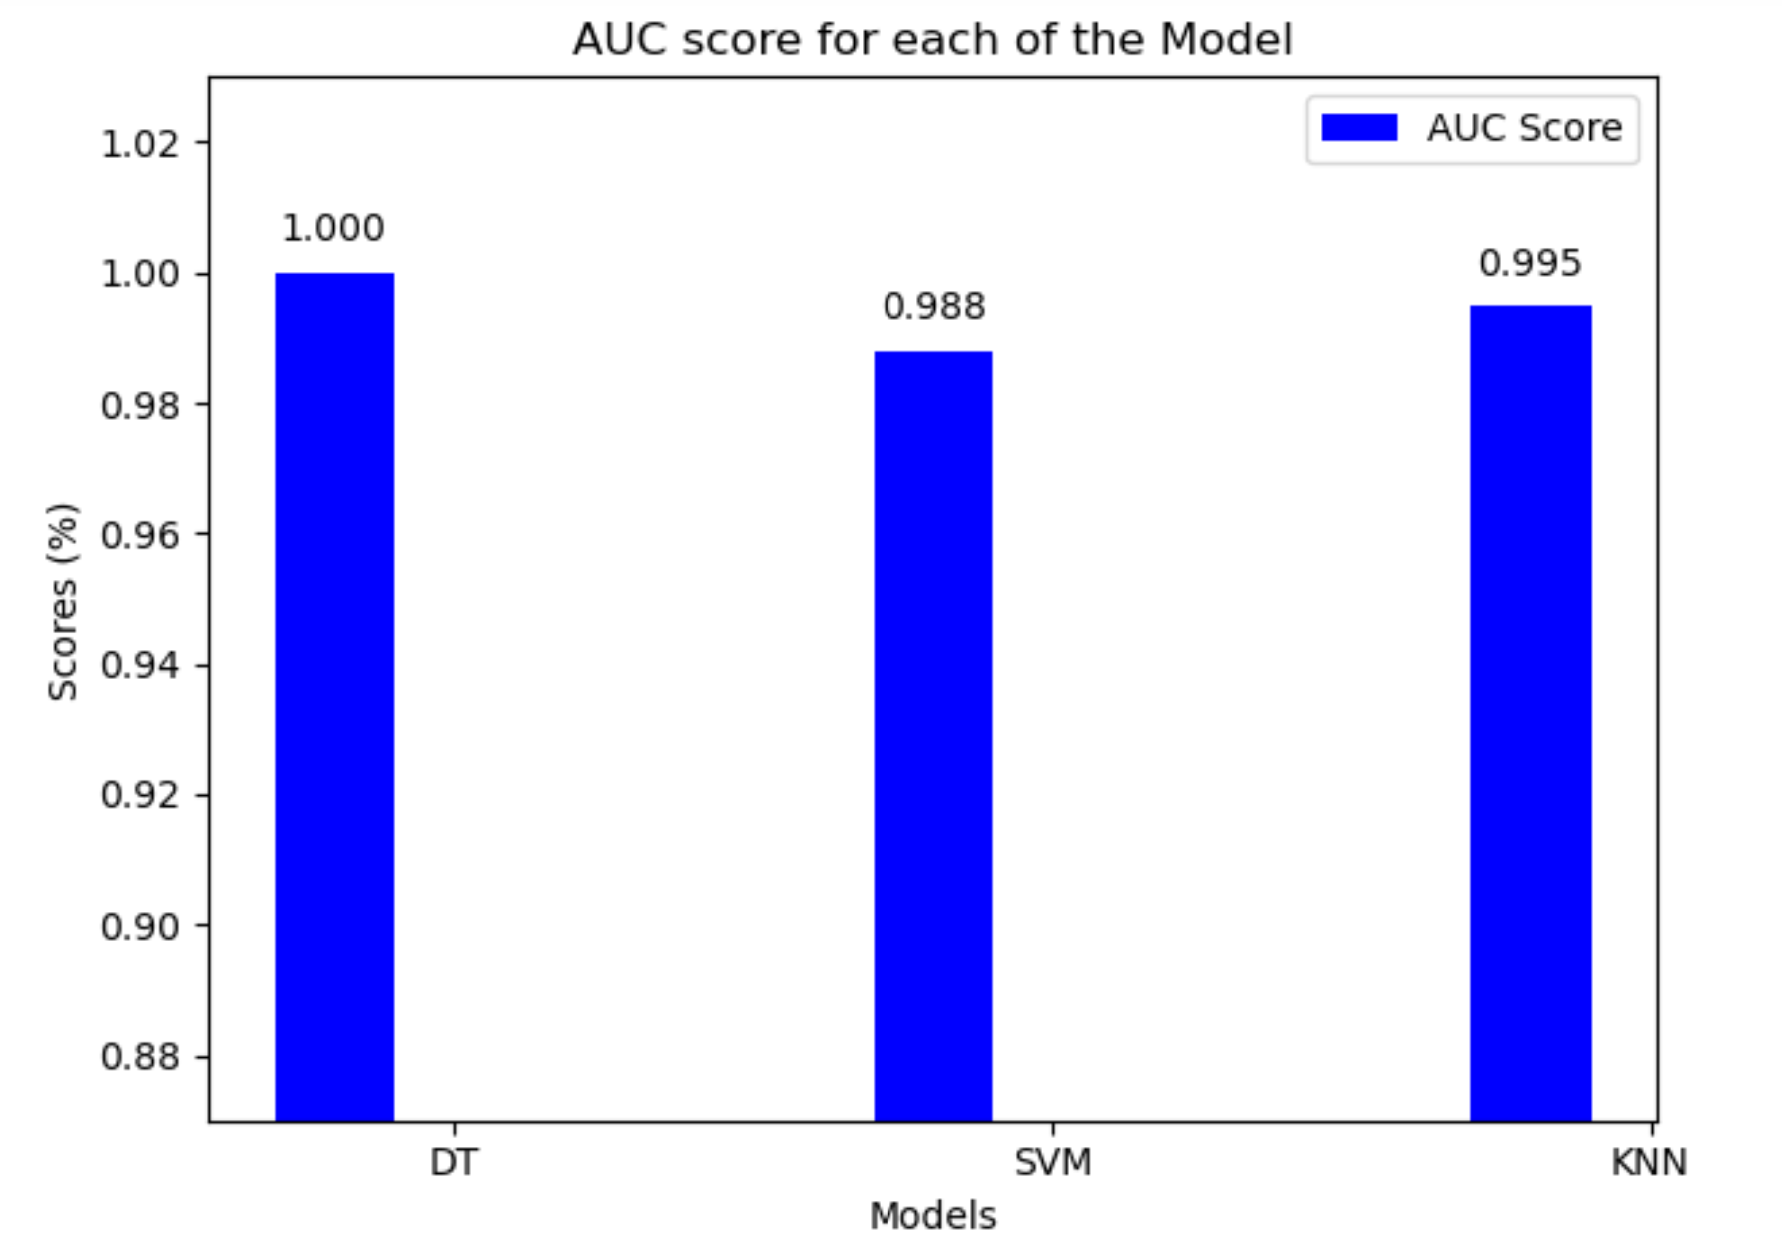 AUC score for each of the Model
AUC Score
1.02
1.00
0.98
0.96
0.94
0.92
0.90
0.88
Scores (%)
1.000
0.988
0.995
DT
SVM
KNN
Models